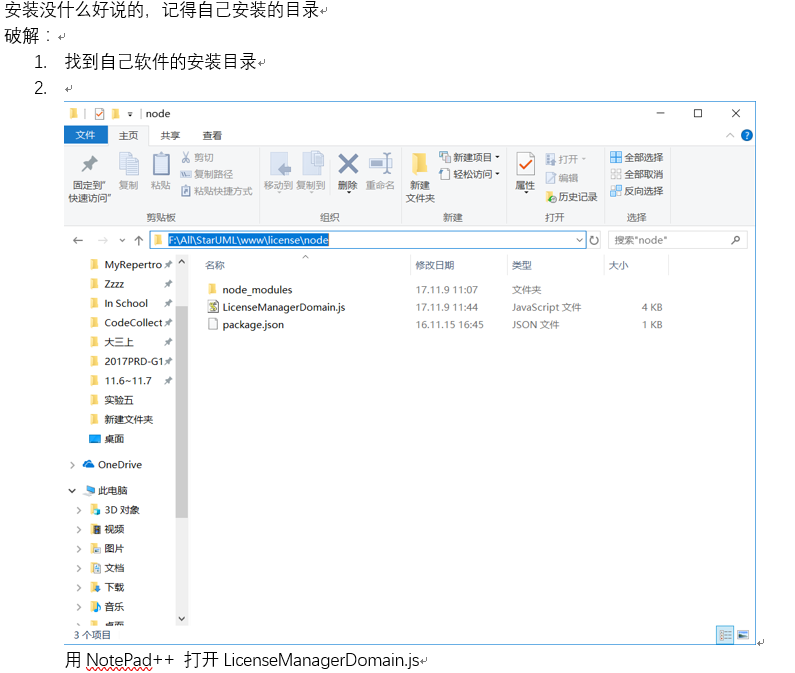 安装没什么好说的，记得自己安装的目录
破解：
1. 找到自己软件的安装目录
2.
node
文件 主页 共享 查看
固定到"快速访问" 复制 粘贴 剪切 复制路径 粘贴快捷方式 移动到 复制到 删除 重命名 新建文件夹 新建项目 轻松访问 属性 打开 编辑 历史记录 全部选择 全部取消 反向选择
剪贴板 组织 新建 打开 选择
F:\All\StarUML\www\license\node 搜索"node"
名称 修改日期 类型 大小
MyRepertro
Zzzz
In School
CodeCollect
大三上
2017PRD-G1
11.6~11.7
实验五
新建文件夹
桌面
OneDrive
此电脑
3D 对象
视频
图片
文档
下载
音乐
桌面
node_modules 17.11.9 11:07 文件夹
LicenseManagerDomain.js 17.11.9 11:44 JavaScript 文件 4 KB
package.json 16.11.15 16:45 JSON 文件 1 KB
3 个项目
用 NotePad++ 打开 LicenseManagerDomain.js